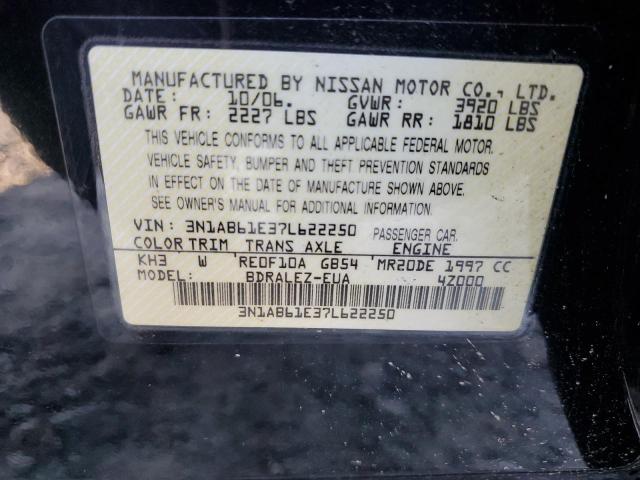 MANUFACTURED BY NISSAN MOTOR CO., LTD.
DATE: 10/06. GVWR: 3920 LBS
GAWR FR: 2227 LBS GAWR RR: 1810 LBS
THIS VEHICLE CONFORMS TO ALL APPLICABLE FEDERAL MOTOR
VEHICLE SAFETY, BUMPER AND THEFT PREVENTION STANDARDS
IN EFFECT ON THE DATE OF MANUFACTURE SHOWN ABOVE.
SEE OWNER'S MANUAL FOR ADDITIONAL INFORMATION.
VIN: 3N1AB61E37L622250 PASSENGER CAR.
COLOR TRIM TRANS AXLE ENGINE
KH3 W RE0F10A GB54 MR20DE 1997 CC
MODEL: BDRALEZ-EUA 4Z000
3N1AB61E37L622250